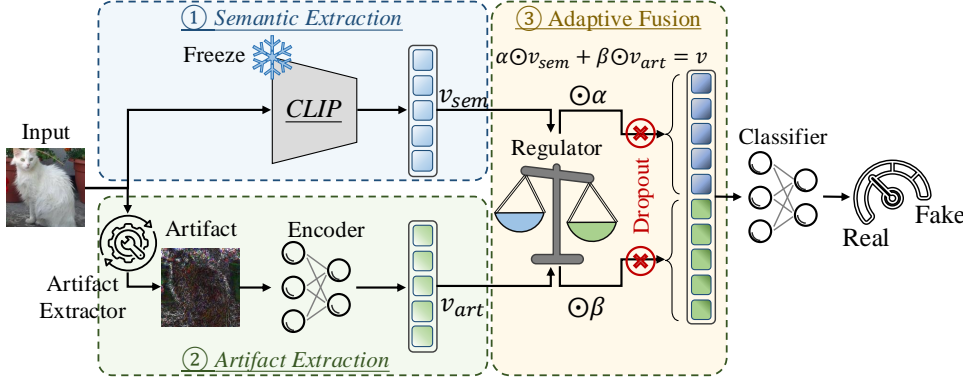 ① Semantic Extraction
③ Adaptive Fusion
Freeze
α⊙v_sem + β⊙v_art = v
CLIP
v_sem
⊙α
Input
Regulator
Classifier
Dropout
Artifact
Encoder
Real
Fake
Artifact
Extractor
v_art
⊙β
② Artifact Extraction